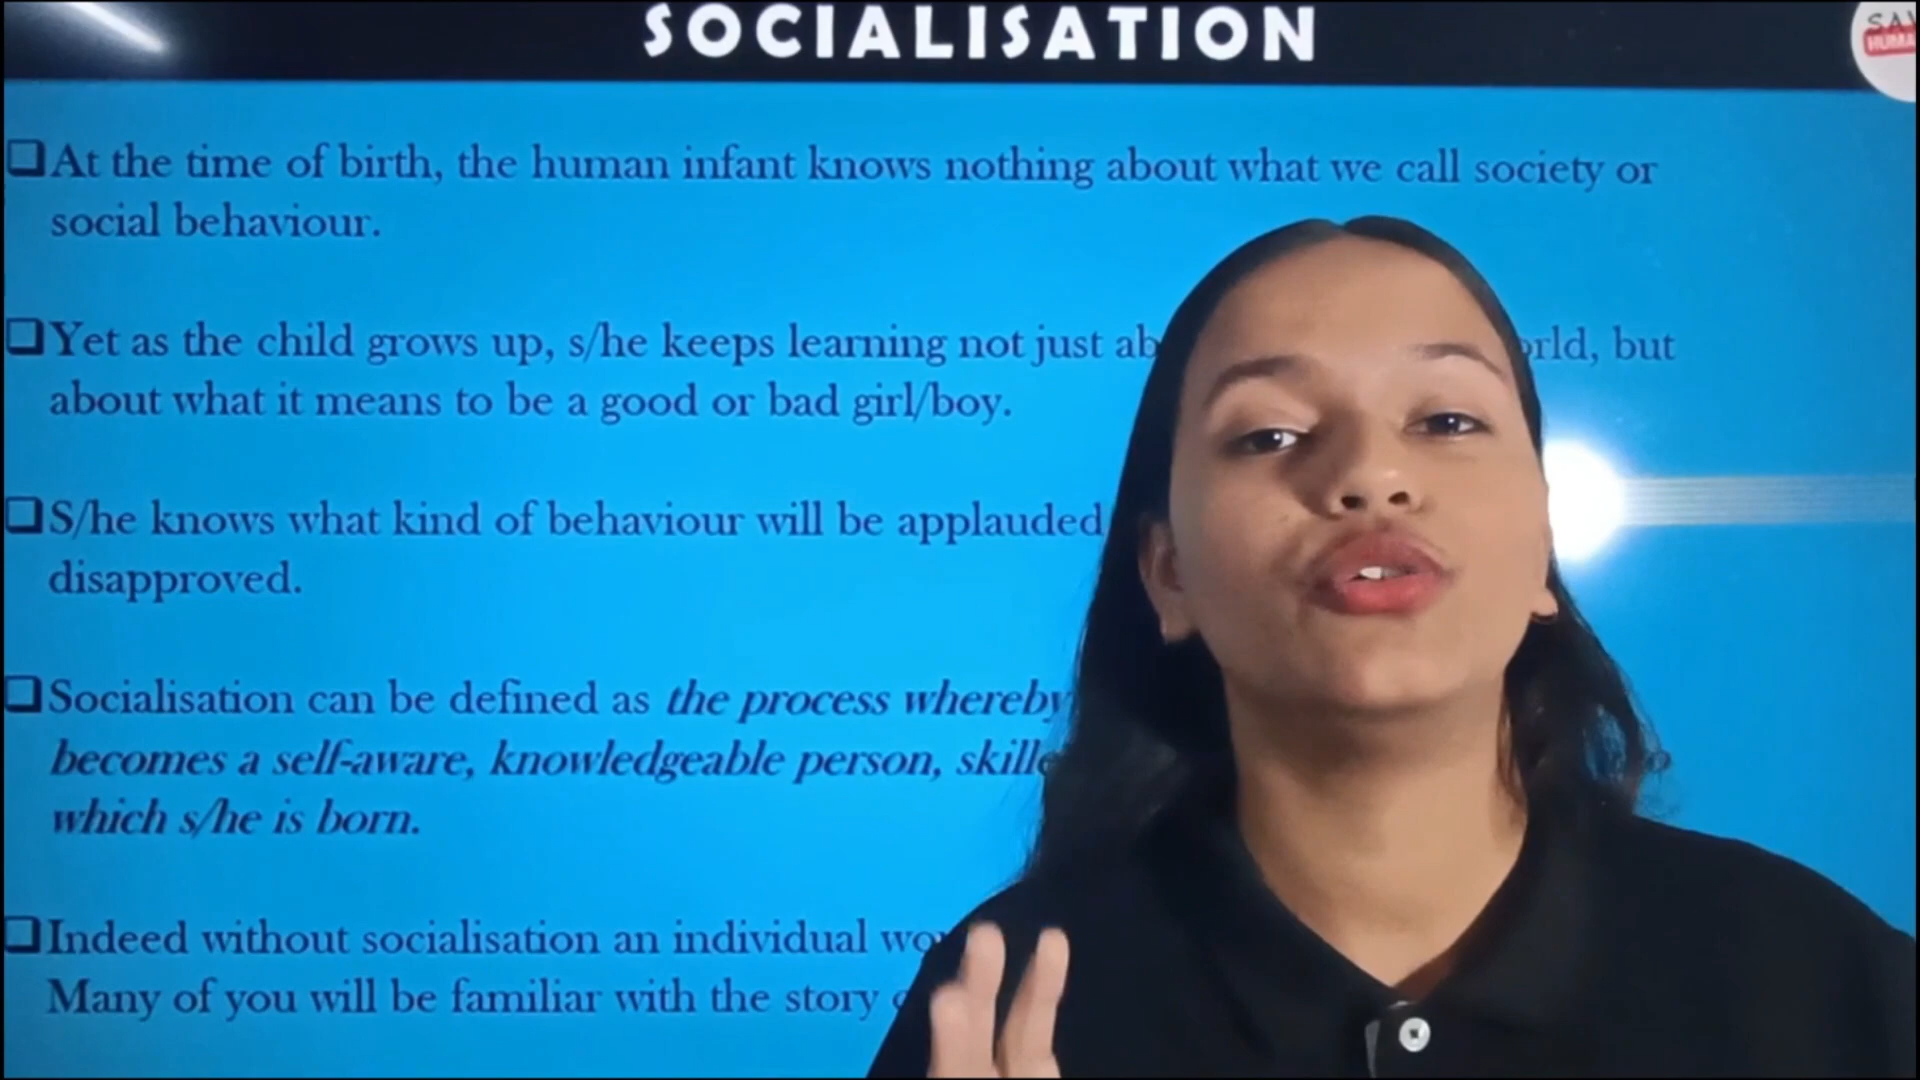 SOCIALISATION
SAV
HUMA
❑At the time of birth, the human infant knows nothing about what we call society or
social behaviour.
❑Yet as the child grows up, s/he keeps learning not just but
about what it means to be a good or bad girl/boy.
❑S/he knows what kind of behaviour will be applauded
disapproved.
❑Socialisation can be defined as the process whereby
becomes a self-aware, knowledgeable person,
which s/he is born.
❑Indeed without socialisation an individual
Many of you will be familiar with the story